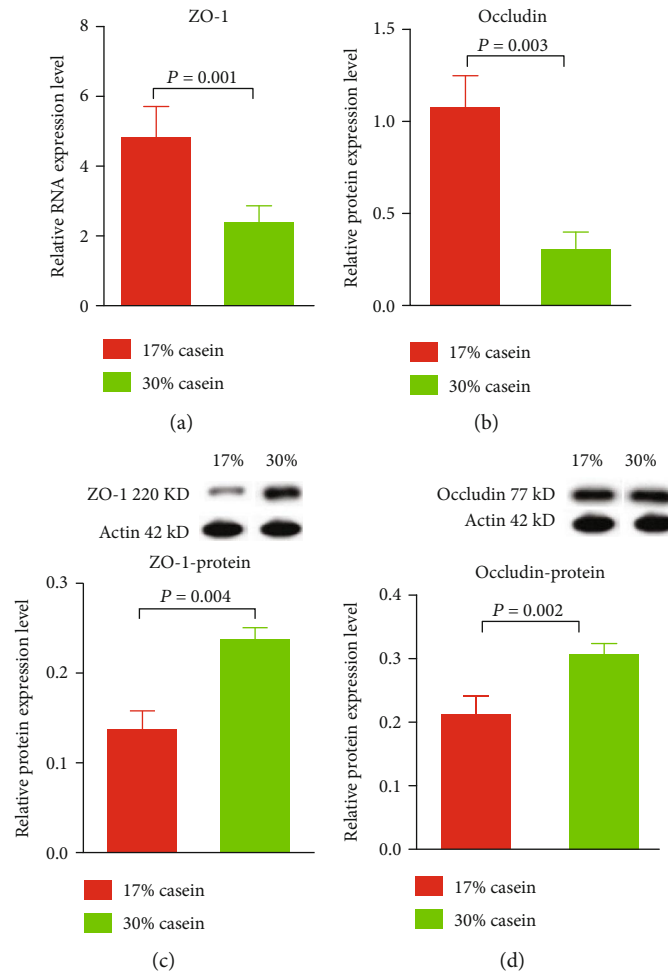 ZO-1
Relative RNA expression level
8
6
4
2
0
P = 0.001
17% casein
30% casein
(a)
Occludin
Relative protein expression level
1.5
1.0
0.5
0.0
P = 0.003
17% casein
30% casein
(b)
17% 30%
ZO-1 220 KD
Actin 42 kD
ZO-1-protein
Relative protein expression level
0.3
0.2
0.1
0.0
P = 0.004
17% casein
30% casein
(c)
17% 30%
Occludin 77 kD
Actin 42 kD
Occludin-protein
Relative protein expression level
0.4
0.3
0.2
0.1
0.0
P = 0.002
17% casein
30% casein
(d)